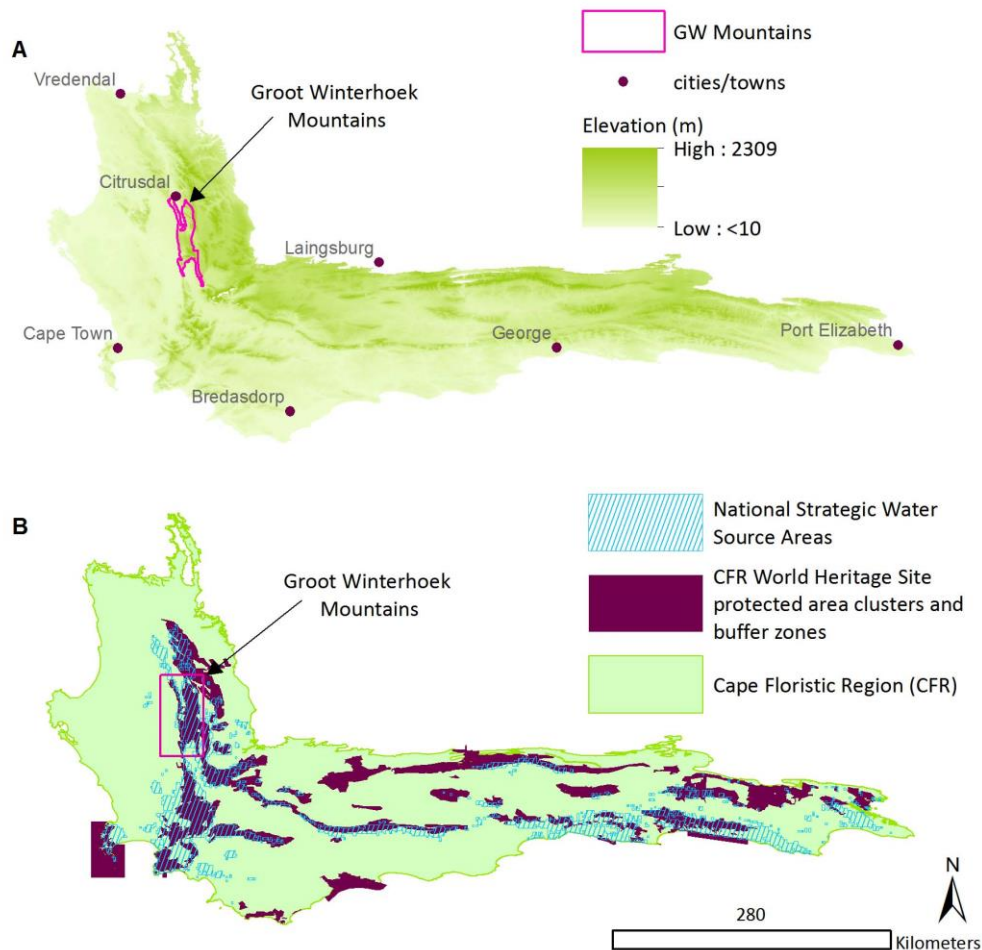 A
GW Mountains
cities/towns
Elevation (m)
High : 2309
Low : <10
Vredendal
Groot Winterhoek
Mountains
Citrusdal
Laingsburg
Cape Town
George
Port Elizabeth
Bredasdorp
B
National Strategic Water
Source Areas
CFR World Heritage Site
protected area clusters and
buffer zones
Cape Floristic Region (CFR)
Groot Winterhoek
Mountains
N
280
Kilometers